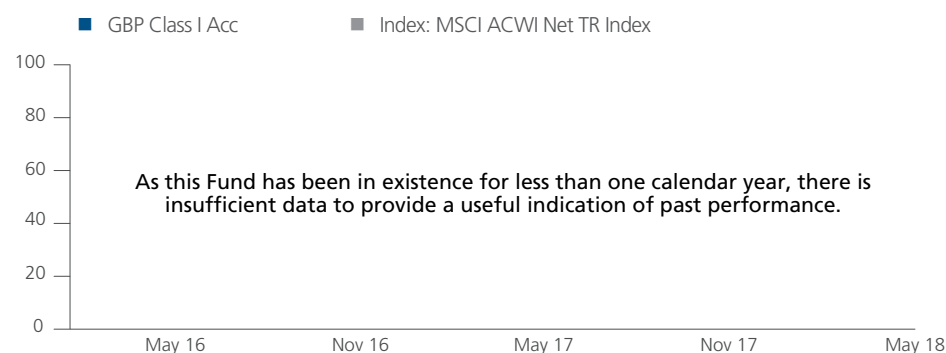 GBP Class I Acc Index: MSCI ACWI Net TR Index
100
80
60
As this Fund has been in existence for less than one calendar year, there is
insufficient data to provide a useful indication of past performance.
40
20
0
May 16 Nov 16 May 17 Nov 17 May 18